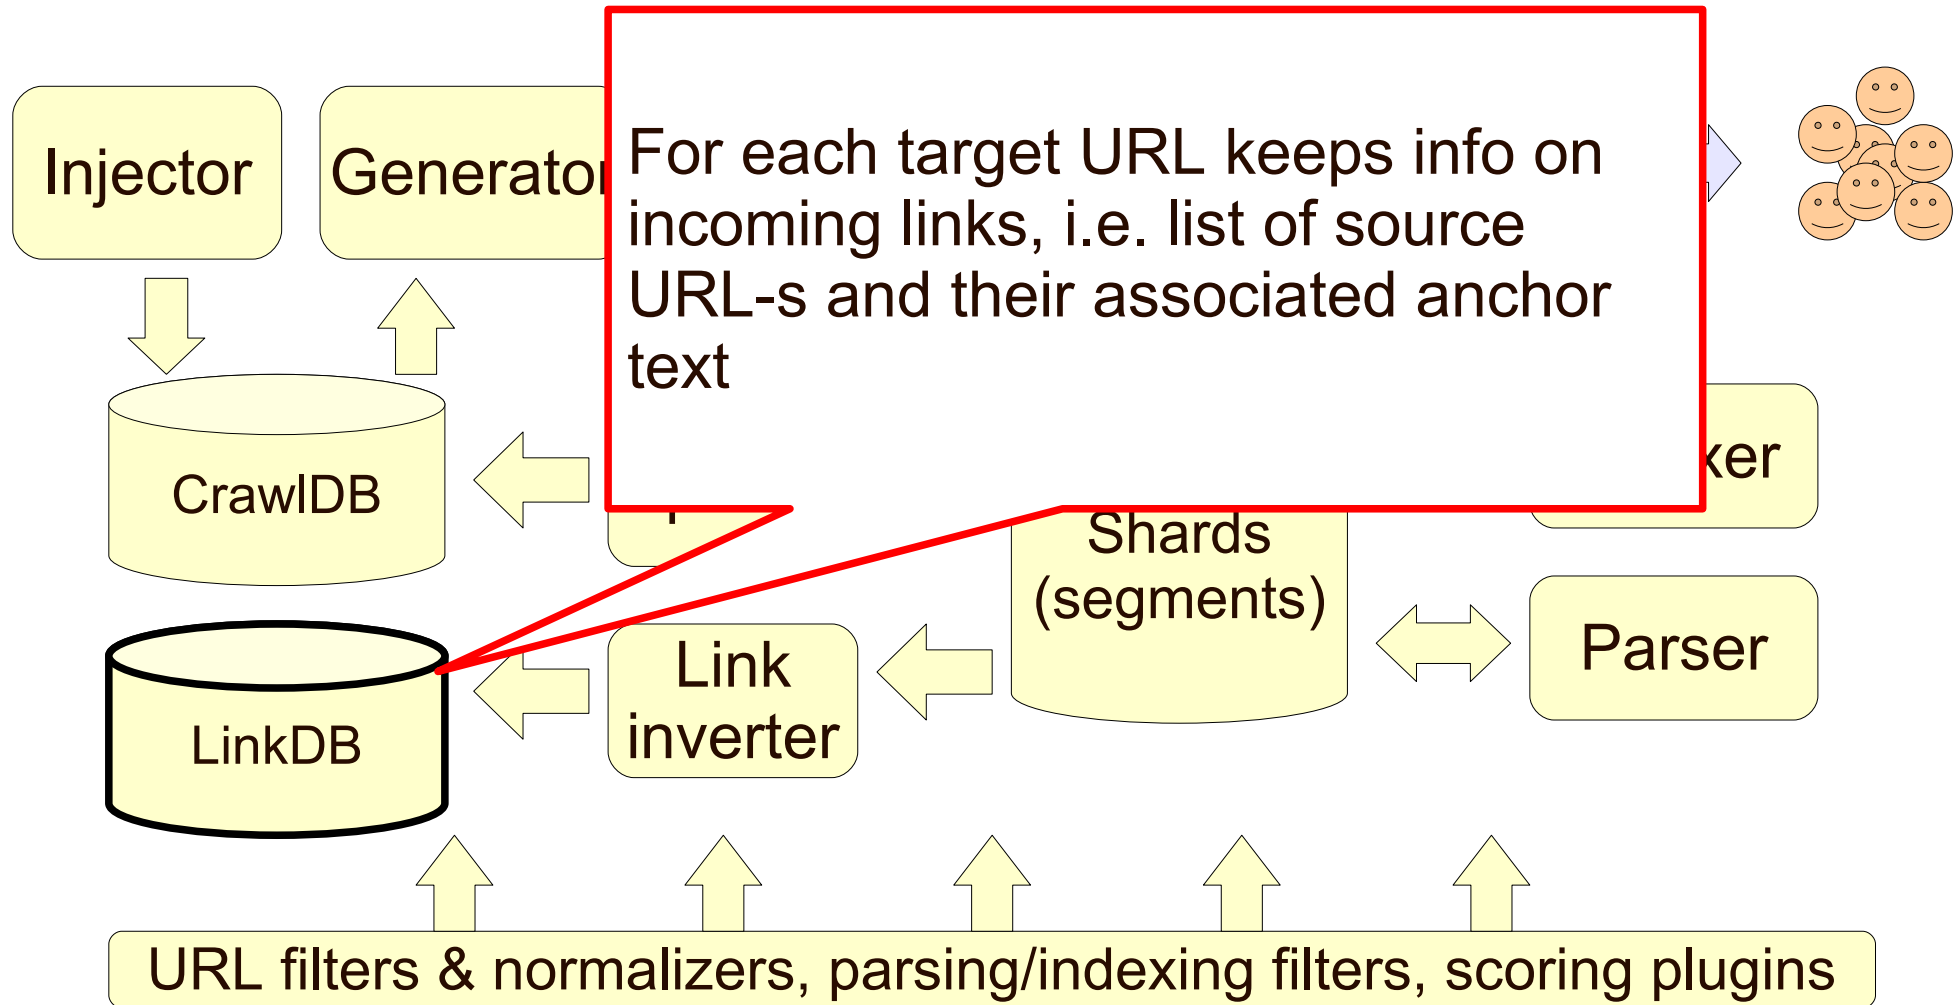 Injector
Generator
For each target URL keeps info on
incoming links, i.e. list of source
URL-s and their associated anchor
text
CrawlDB
Shards
(segments)
Parser
Link
inverter
LinkDB
URL filters & normalizers, parsing/indexing filters, scoring plugins